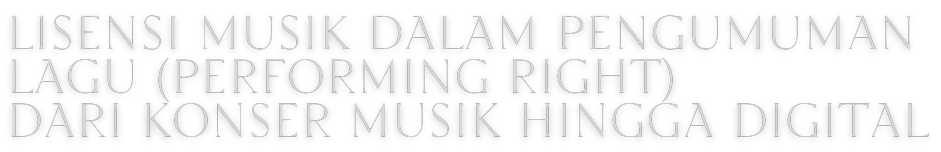 LISENSI MUSIK DALAM PENGUMUMAN
LAGU (PERFORMING RIGHT)
DARI KONSER MUSIK HINGGA DIGITAL